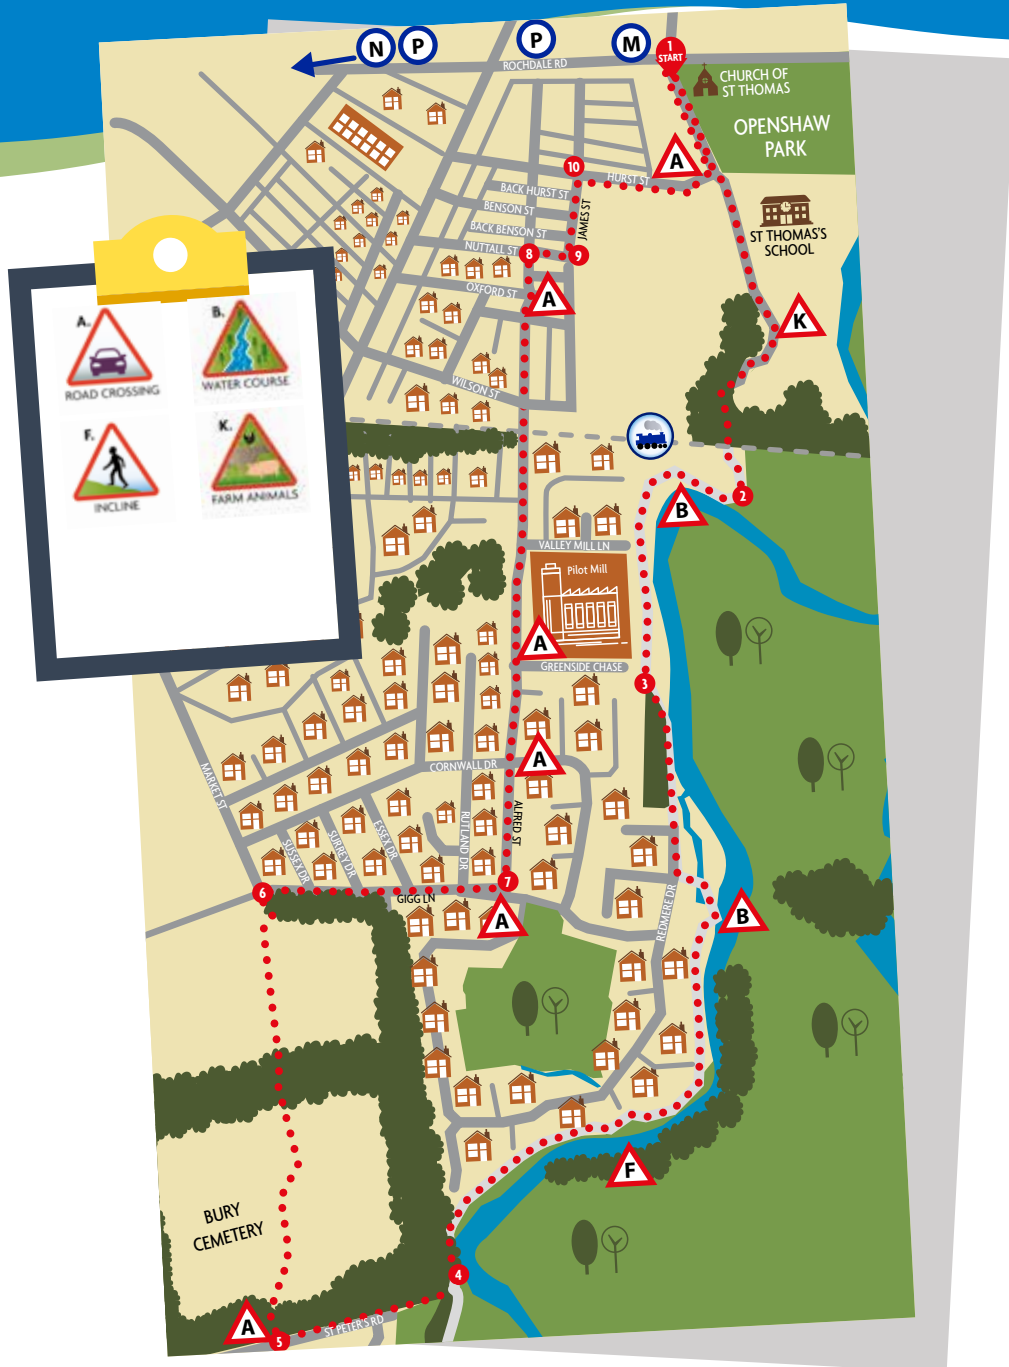 N
P
P
M
1
START
ROCHDALE RD
CHURCH OF
ST THOMAS
OPENSHAW
PARK
A
10
HURST ST
BACK HURST ST
BENSON ST
JAMES ST
BACK BENSON ST
NUTTALL ST
8
9
ST THOMAS'S
SCHOOL
OXFORD ST
A
K
WILSON ST
A.
ROAD CROSSING
B.
WATER COURSE
F.
INCLINE
K.
FARM ANIMALS
2
B
VALLEY MILL LN
Pilot Mill
A
GREENSIDE CHASE
3
A
CORNWALL DR
MARKET ST
ALFRED ST
RUTLAND DR
ESSEX DR
SURREY DR
SUSSEX DR
6
7
GIGG LN
A
REDMERE DR
B
F
BURY
CEMETERY
4
A
5
ST PETER'S RD